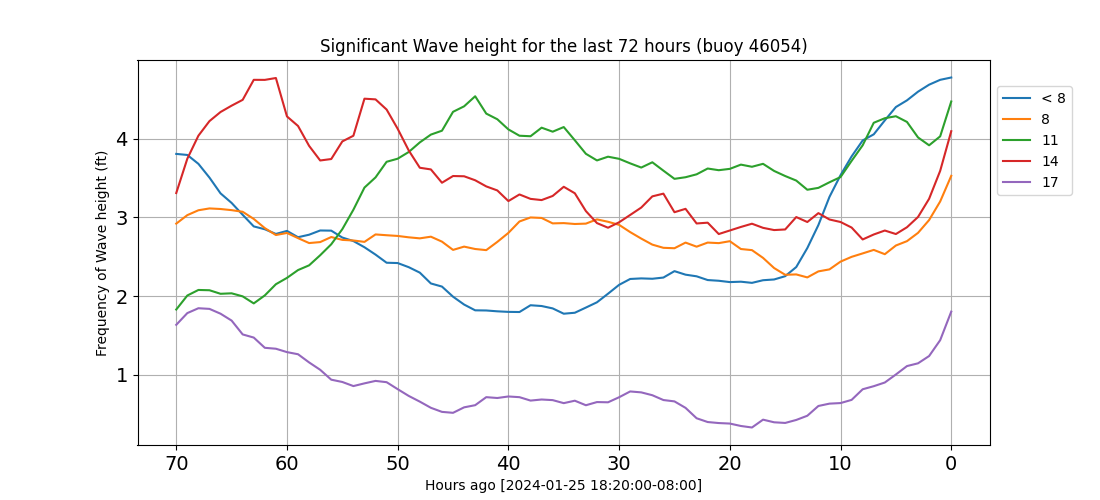 Significant Wave height for the last 72 hours (buoy 46054)
Frequency of Wave height (ft)
4
3
2
1
70 60 50 40 30 20 10 0
Hours ago [2024-01-25 18:20:00-08:00]
< 8
8
11
14
17